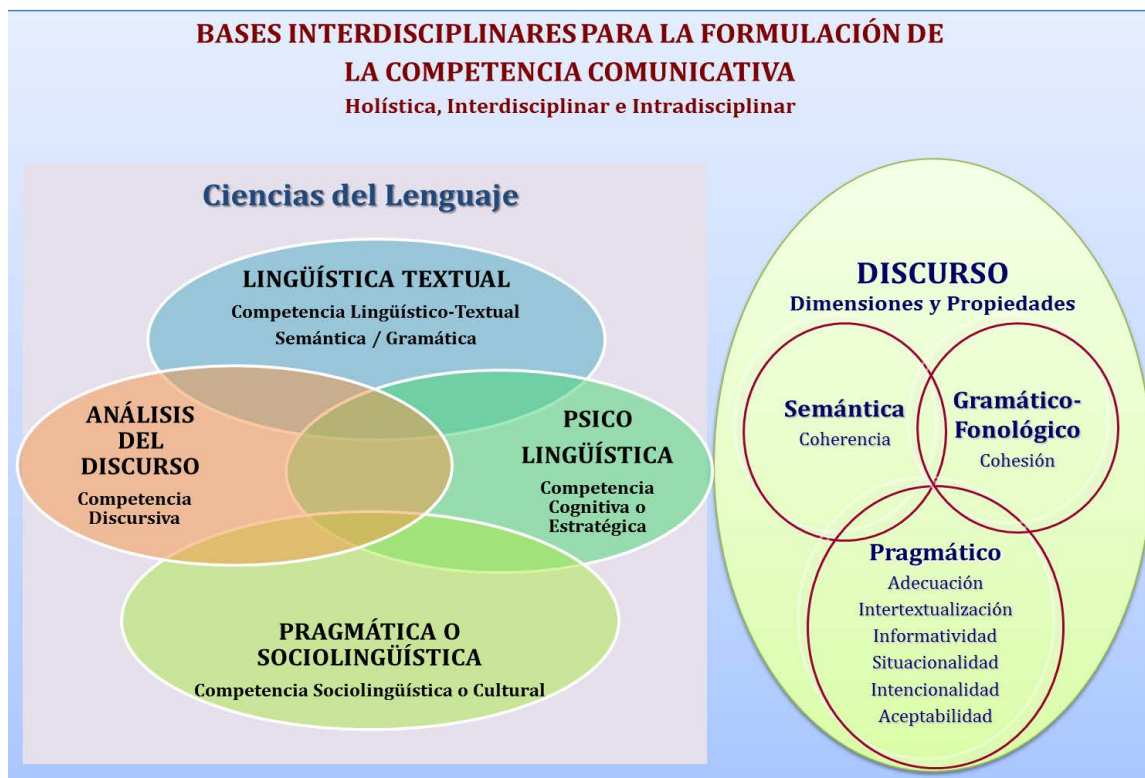 BASES INTERDISCIPLINARES PARA LA FORMULACIÓN DE
LA COMPETENCIA COMUNICATIVA
Holística, Interdisciplinar e Intradisciplinar
Ciencias del Lenguaje
LINGÜÍSTICA TEXTUAL
Competencia Lingüístico-Textual
Semántica / Gramática
ANÁLISIS
DEL
DISCURSO
Competencia
Discursiva
PSICO
LINGÜÍSTICA
Competencia
Cognitiva o
Estratégica
PRAGMÁTICA O
SOCIOLINGÜÍSTICA
Competencia Sociolingüística o Cultural
DISCURSO
Dimensiones y Propiedades
Semántica
Coherencia
Gramático-
Fonológico
Cohesión
Pragmático
Adecuación
Intertextualización
Informatividad
Situacionalidad
Intencionalidad
Aceptabilidad